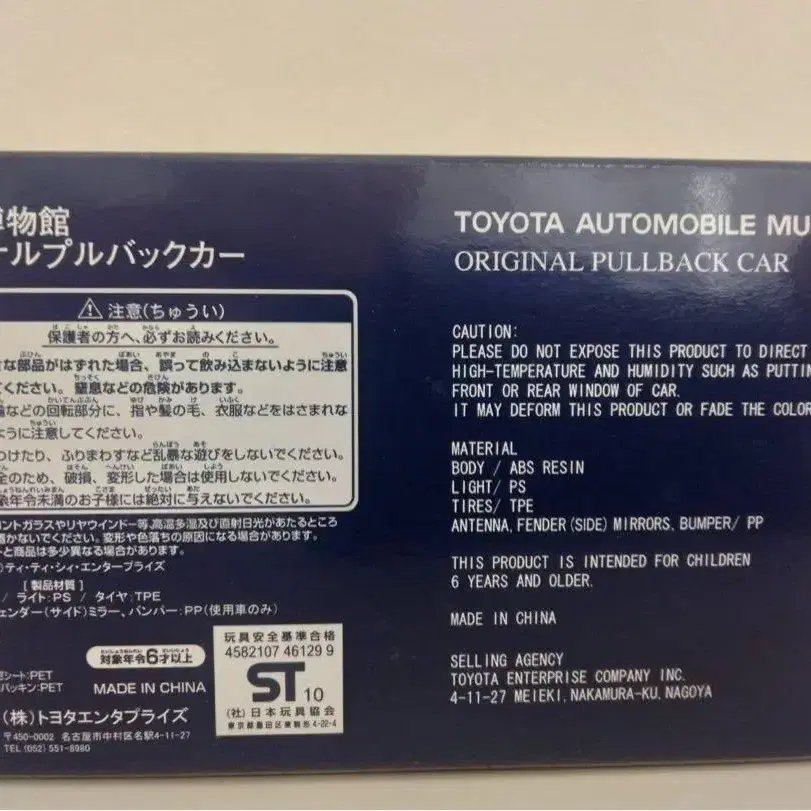 博物館
ナルプルバックカー
⚠ 注意(ちゅうい)
保護者の方へ、必ずお読みください。
な部品がはずれた場合、誤って飲み込まないように注意
ください。窒息などの危険があります。
などの回転部分に、指や髪の毛、衣服などをはさまれな
ように注意してください。
つけたり、ふりまわすなど乱暴な遊びをしないでください。
全のため、破損、変形した場合は使用しないでください。
象年令未満のお子様には絶対に与えないでください。
ロントガラスやリヤウインドー等、高温多湿及び直射日光があたるところ
置かないでください。変形や色落ちの原因になる場合があります。
と商品は多少異なる場合があります。
)ティ・ティ・シィ・エンタープライズ
[製品材質]
/ ライト:PS / タイヤ:TPE
ェンダー(サイド)ミラー、バンパー:PP(使用車のみ)
対象年令6才以上
シート:PET
パッキン:PET
MADE IN CHINA
(株)トヨタエンタプライズ
〒450-0002 名古屋市中村区名駅4-11-27
TEL (052) 551-8980
玩具安全基準合格
4582107 46129 9
ST 10
(社)日本玩具協会
東京都墨田区東駒形4-22-4
TOYOTA AUTOMOBILE MU
ORIGINAL PULLBACK CAR
CAUTION:
PLEASE DO NOT EXPOSE THIS PRODUCT TO DIRECT
HIGH-TEMPERATURE AND HUMIDITY SUCH AS PUTTIN
FRONT OR REAR WINDOW OF CAR.
IT MAY DEFORM THIS PRODUCT OR FADE THE COLOR
MATERIAL
BODY / ABS RESIN
LIGHT/ PS
TIRES/ TPE
ANTENNA, FENDER (SIDE) MIRRORS, BUMPER/ PP
THIS PRODUCT IS INTENDED FOR CHILDREN
6 YEARS AND OLDER.
MADE IN CHINA
SELLING AGENCY
TOYOTA ENTERPRISE COMPANY INC.
4-11-27 MEIEKI, NAKAMURA-KU, NAGOYA